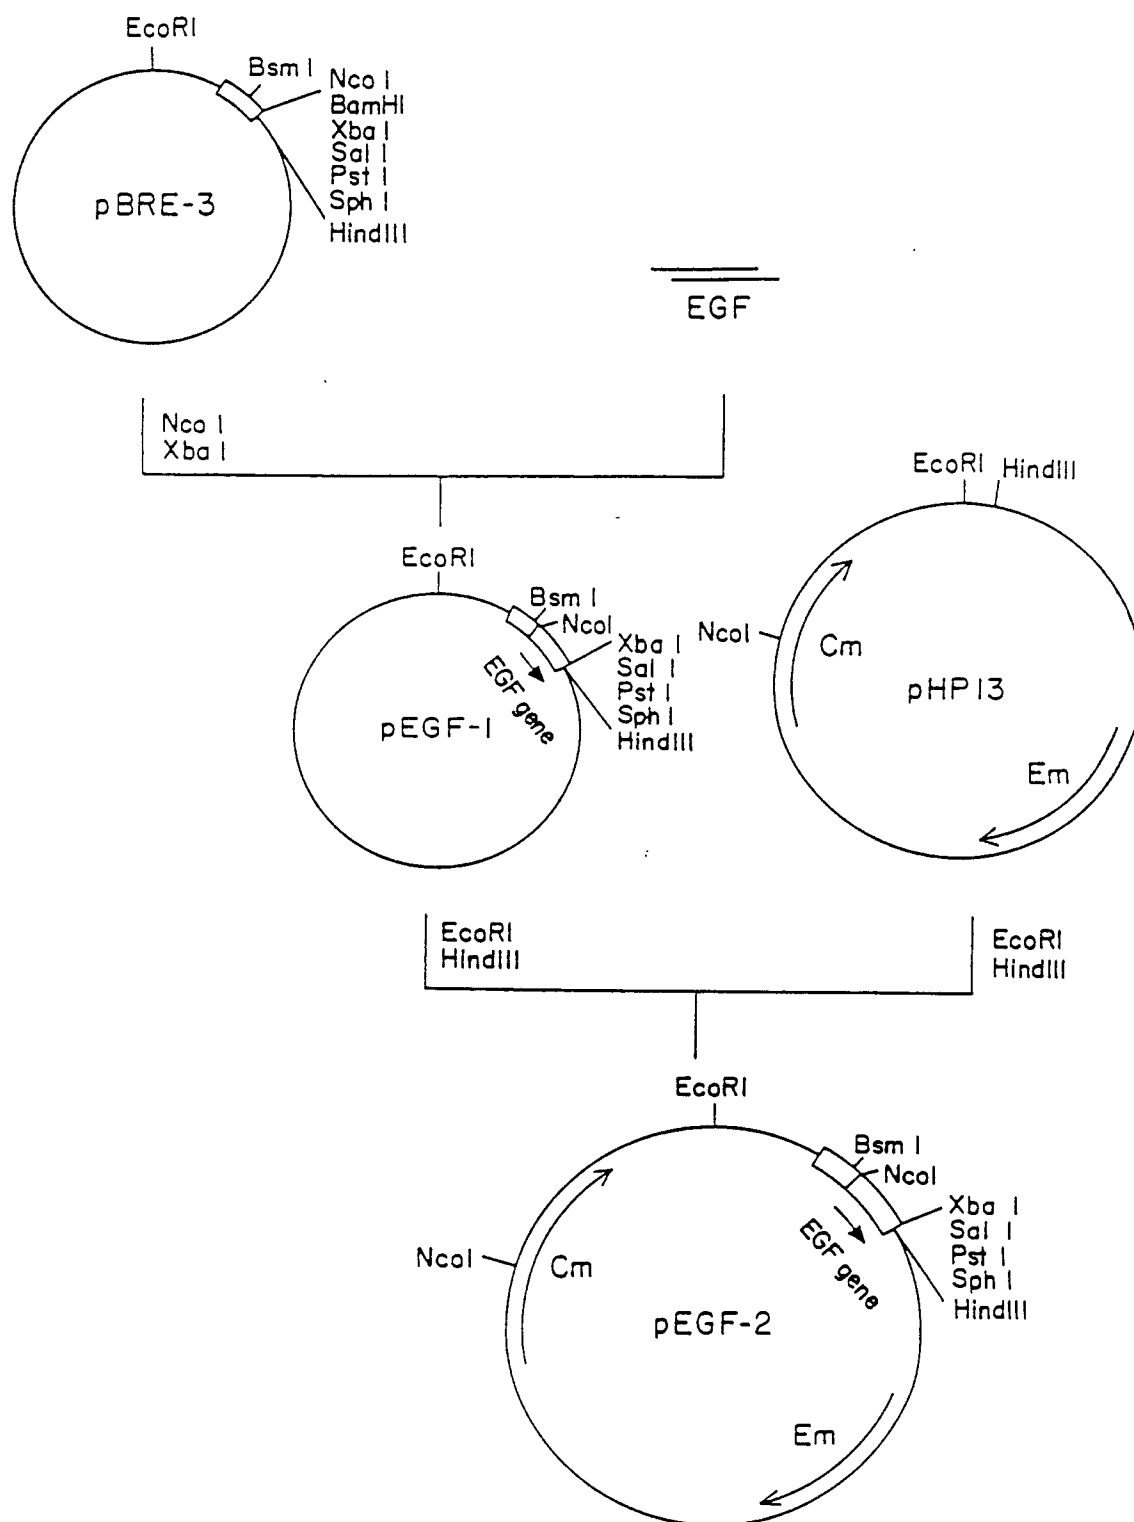 EcoRI
Bsm I
Nco I
BamHI
Xba I
Sal I
Pst I
Sph I
HindIII
pBRE-3
EGF
Nco I
Xba I
EcoRI
HindIII
EcoRI
Bsm I
NcoI
Xba I
Sal I
Pst I
Sph I
HindIII
EGF gene
pEGF-1
NcoI
Cm
pHP13
Em
EcoRI
HindIII
EcoRI
HindIII
EcoRI
Bsm I
NcoI
Xba I
Sal I
Pst I
Sph I
HindIII
EGF gene
NcoI
Cm
pEGF-2
Em